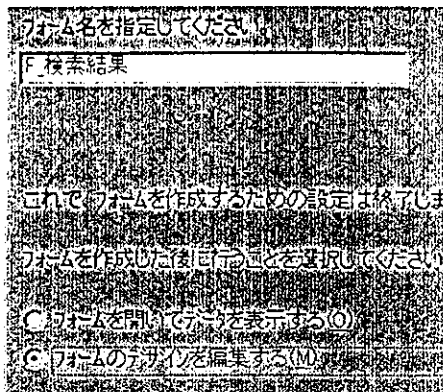 フォーム名を指定してください
F_検索結果
これで、フォームを作成するための設定は終了しま
フォームを作成した後に行うことを選択してください
フォームを開いてデータを表示する(O)
フォームのデザインを編集する(M)